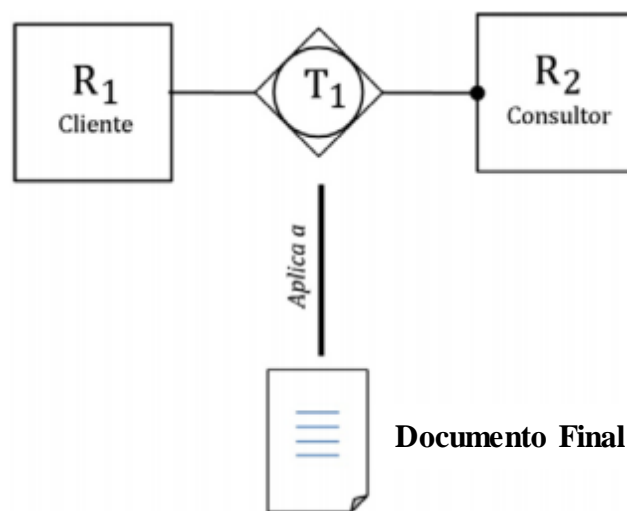 R₁
Cliente
T₁
R₂
Consultor
Aplica a
Documento Final